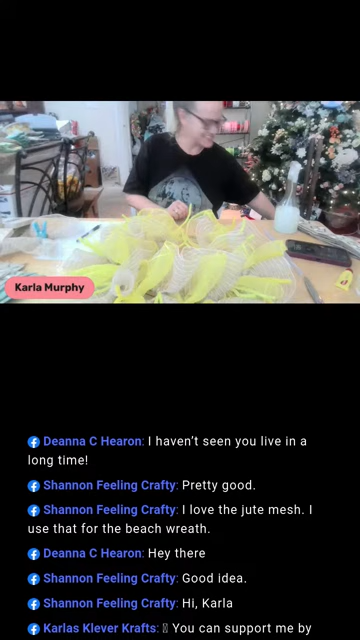 Karla Murphy
Deanna C Hearon: I haven't seen you live in a
long time!
Shannon Feeling Crafty: Pretty good.
Shannon Feeling Crafty: I love the jute mesh. I
use that for the beach wreath.
Deanna C Hearon: Hey there
Shannon Feeling Crafty: Good idea.
Shannon Feeling Crafty: Hi, Karla
Karlas Klever Krafts: You can support me by